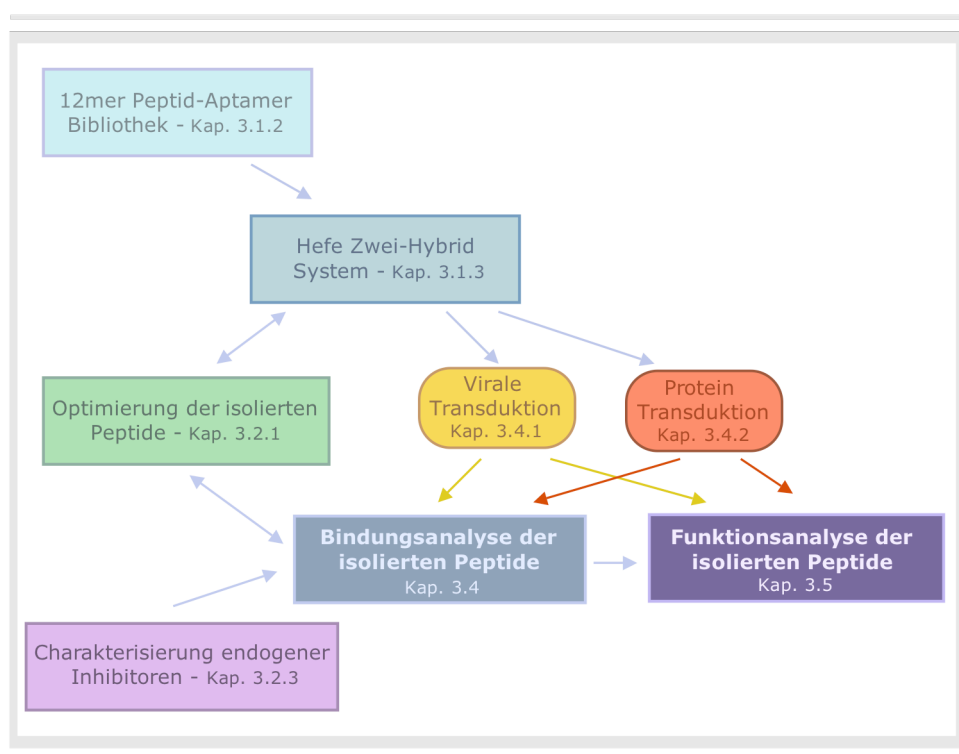 12mer Peptid-Aptamer
Bibliothek - Kap. 3.1.2
Hefe Zwei-Hybrid
System - Kap. 3.1.3
Optimierung der isolierten
Peptide - Kap. 3.2.1
Virale
Transduktion
Kap. 3.4.1
Protein
Transduktion
Kap. 3.4.2
Bindungsanalyse der
isolierten Peptide
Kap. 3.4
Funktionsanalyse der
isolierten Peptide
Kap. 3.5
Charakterisierung endogener
Inhibitoren - Kap. 3.2.3